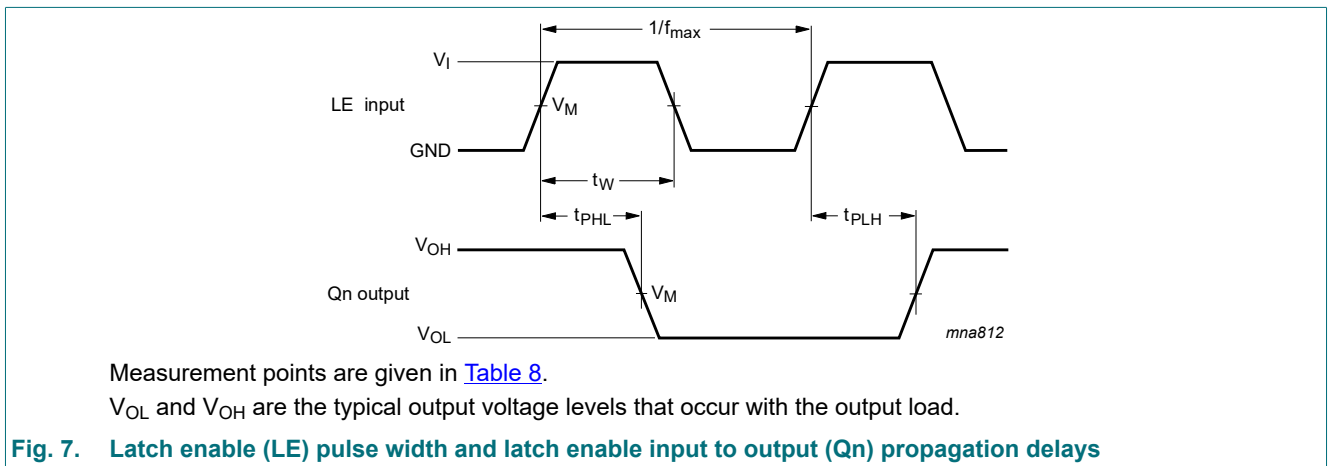 1/fmax
VI
LE input
VM
GND
tW
tPHL
tPLH
VOH
Qn output
VM
VOL
mna812
Measurement points are given in Table 8.
VOL and VOH are the typical output voltage levels that occur with the output load.
Fig. 7. Latch enable (LE) pulse width and latch enable input to output (Qn) propagation delays